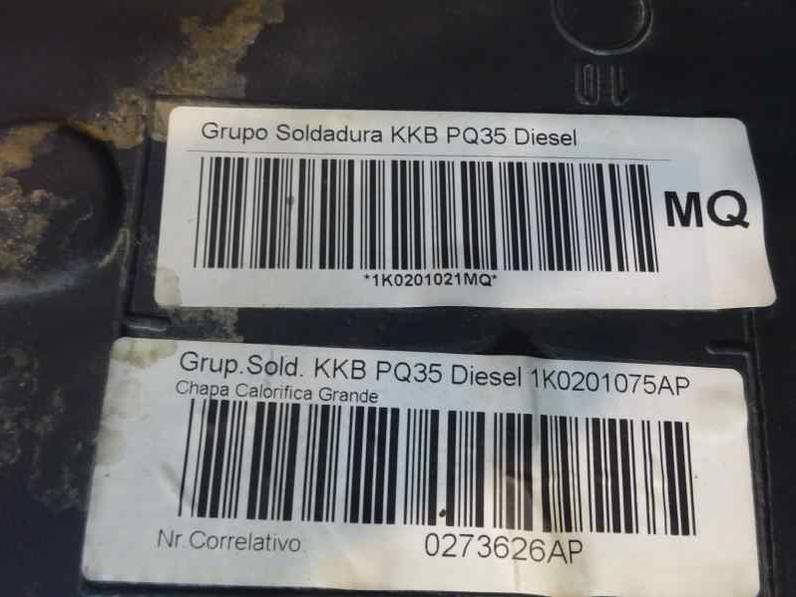 01
Grupo Soldadura KKB PQ35 Diesel
MQ
*1K0201021MQ*
Grup.Sold. KKB PQ35 Diesel 1K0201075AP
Chapa Calorifica Grande
Nr.Correlativo:
0273626AP